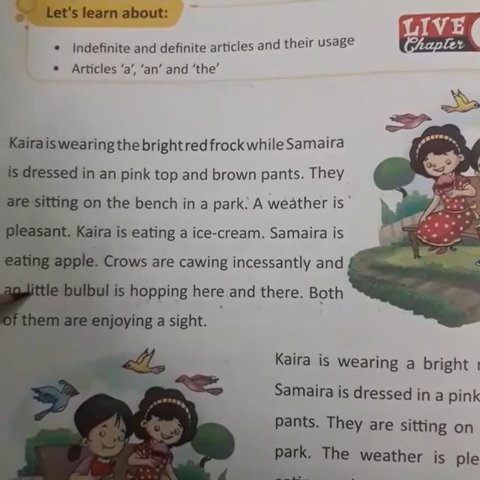 Let's learn about:
• Indefinite and definite articles and their usage
• Articles 'a', 'an' and 'the'
LIVE
Chapter
Kaira is wearing the bright red frock while Samaira
is dressed in an pink top and brown pants. They
are sitting on the bench in a park. A weather is
pleasant. Kaira is eating a ice-cream. Samaira is
eating apple. Crows are cawing incessantly and
an little bulbul is hopping here and there. Both
of them are enjoying a sight.
Kaira is wearing a bright
Samaira is dressed in a pink
pants. They are sitting on
park. The weather is